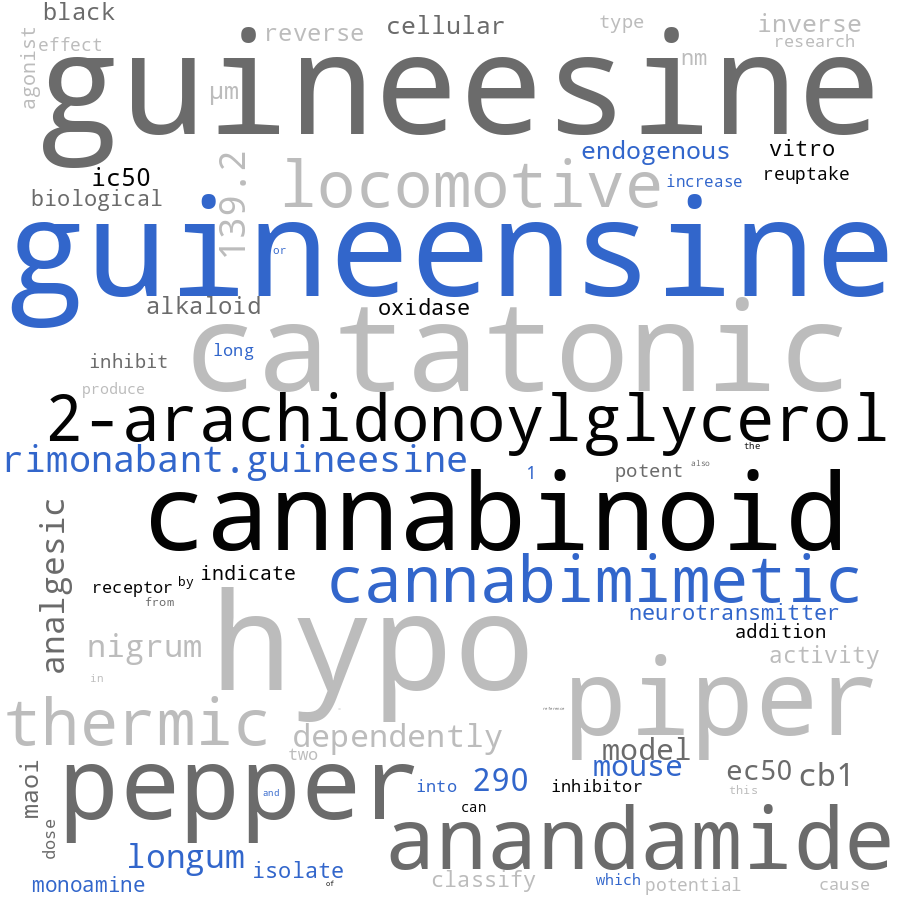 black
cellular
type
inverse
reverse
effect
research
agonist
guineesine
nm
µm
endogenous
vitro
139.2
locomotive
ic50
increase
reuptake
biological
guineensine
or
alkaloid
oxidase
catatonic
long
inhibit
produce
2-arachidonoylglycerol
the
rimonabant.guineesine
1
potent
also
cannabinoid
analgesic
indicate
cannabimimetic
receptor
by
from
neurotransmitter
addition
hypo
nigrum
activity
in
piper
thermic
reference
dependently
two
model
mouse
pepper
maoi
into
290
inhibitor
ec50
cb1
this
and
can
anandamide
dose
longum
isolate
monoamine
of
classify
which
potential
cause